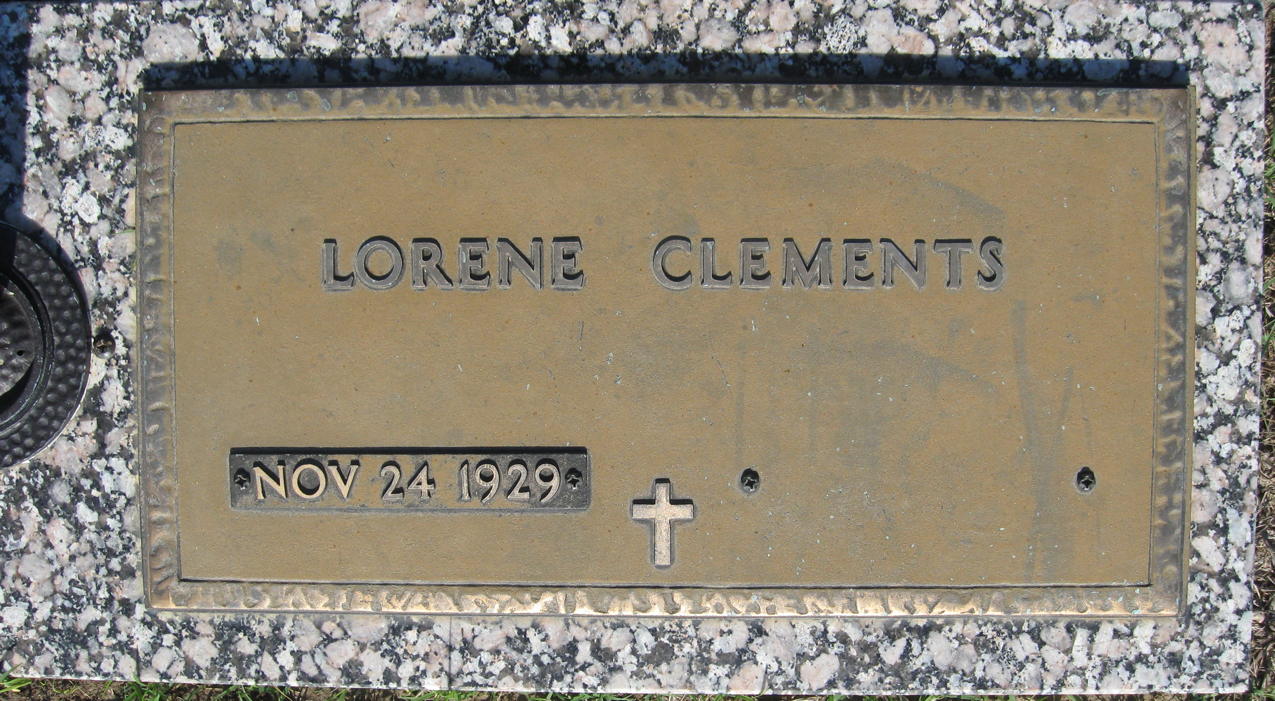 LORENE CLEMENTS
NOV 24 1929